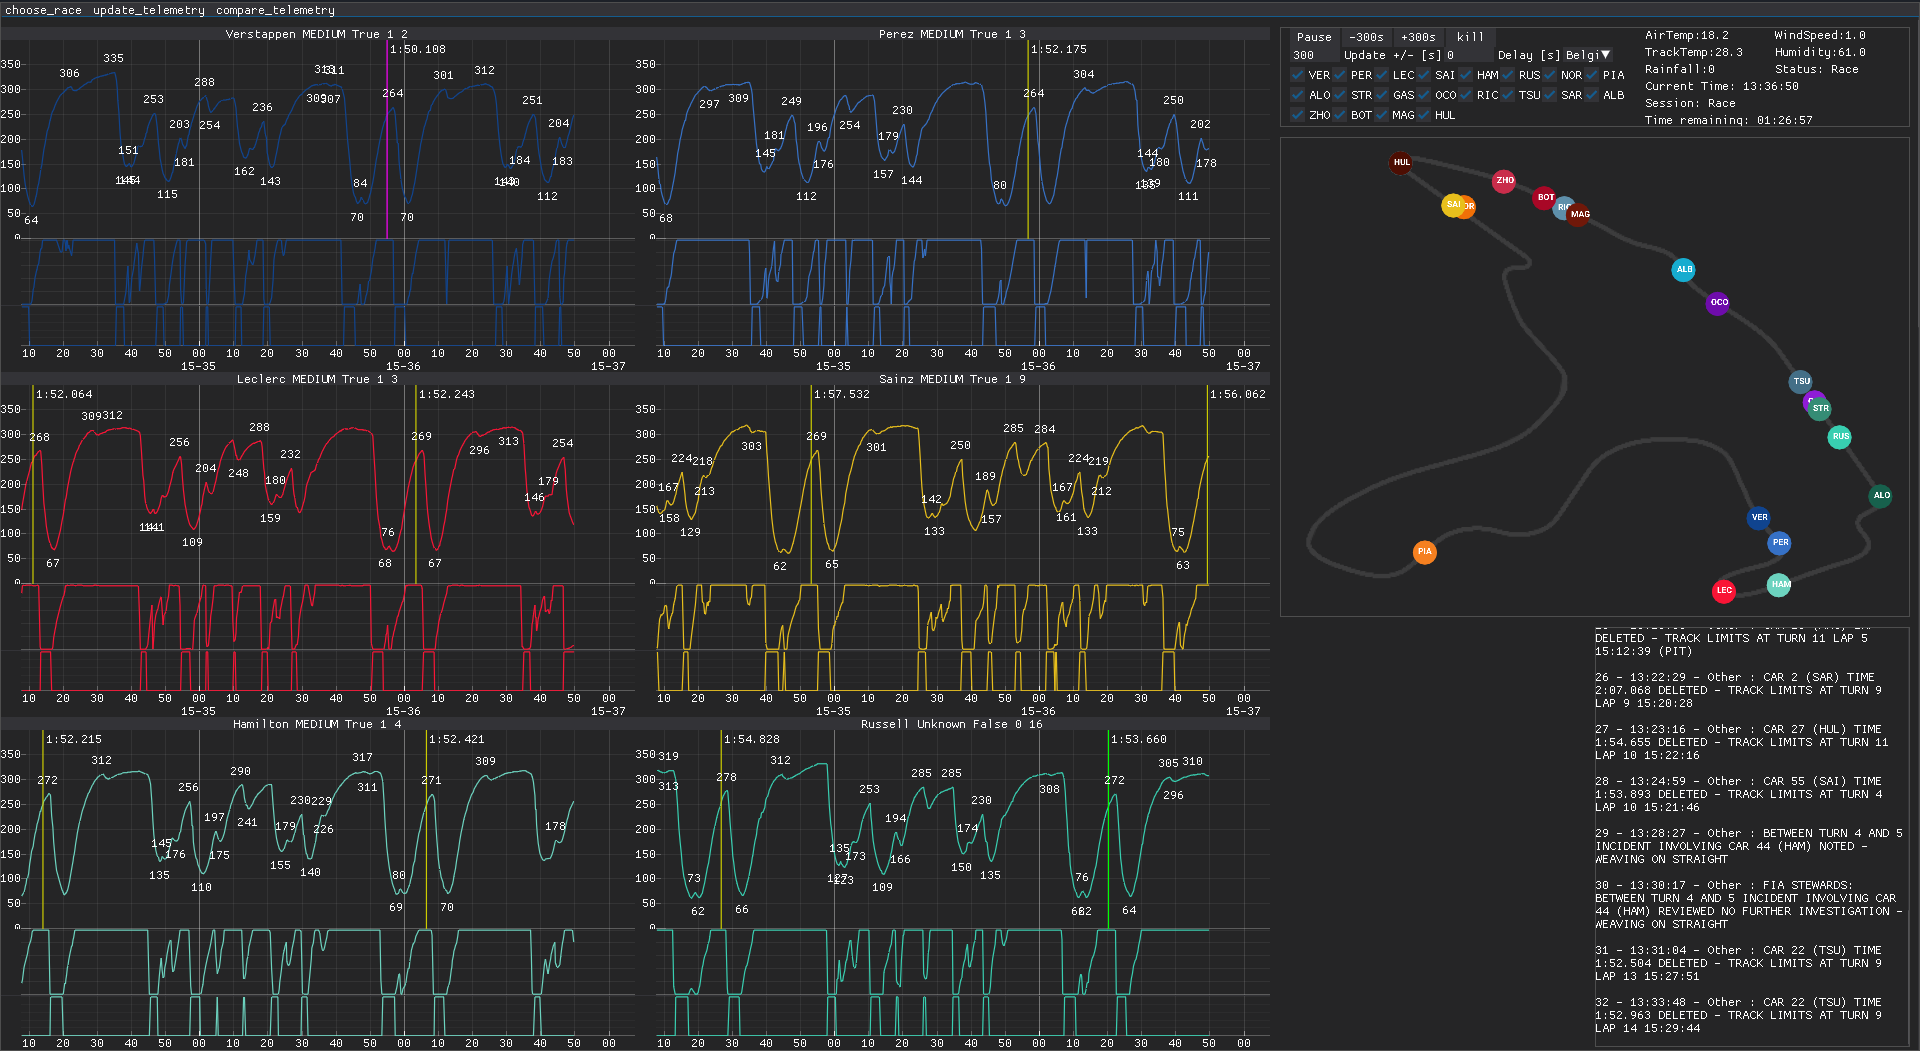 choose_race update_telemetry compare_telemetry
Verstappen MEDIUM True 1 2
1:50.108
350
300
250
200
150
100
50
0
306 335 151 253 203 181 115 288 254 236 162 143 264 84 70 70 301 312 251 184 204 183 112 64
10 20 30 40 50 00 10 20 30 40 50 00 10 20 30 40 50 00
15-35 15-36 15-37
Perez MEDIUM True 1 3
1:52.175
350
300
250
200
150
100
50
0
68 297 309 145 181 249 112 196 176 254 179 157 230 144 80 264 304 144 180 250 111 202 178
10 20 30 40 50 00 10 20 30 40 50 00 10 20 30 40 50 00
15-35 15-36 15-37
Leclerc MEDIUM True 1 3
1:52.064 1:52.243
350
300
250
200
150
100
50
0
268 67 309 312 256 109 204 248 288 180 159 232 76 68 269 67 296 313 146 179 254
10 20 30 40 50 00 10 20 30 40 50 00 10 20 30 40 50 00
15-35 15-36 15-37
Sainz MEDIUM True 1 9
1:57.532 1:56.062
350
300
250
200
150
100
50
0
167 158 224 129 218 213 303 62 269 65 301 142 133 250 189 157 285 284 167 161 224 133 219 212 75 63
10 20 30 40 50 00 10 20 30 40 50 00 10 20 30 40 50 00
15-35 15-36 15-37
Hamilton MEDIUM True 1 4
1:52.215 1:52.421
350
300
250
200
150
100
50
0
272 312 145 135 176 256 110 197 175 290 241 179 155 230 140 229 226 317 311 80 69 271 70 309 178
10 20 30 40 50 00 10 20 30 40 50 00 10 20 30 40 50 00
Russell Unknown False 0 16
1:54.828 1:53.660
350
300
250
200
150
100
50
0
319 313 73 62 278 66 312 135 173 253 109 194 166 285 285 174 150 230 135 308 76 272 64 305 296 310
10 20 30 40 50 00 10 20 30 40 50 00 10 20 30 40 50 00
Pause -300s +300s kill
300 Update +/- [s] 0 Delay [s] Belgi
VER PER LEC SAI HAM RUS NOR PIA
ALO STR GAS OCO RIC TSU SAR ALB
ZHO BOT MAG HUL
AirTemp:18.2 WindSpeed:1.0
TrackTemp:28.3 Humidity:61.0
Rainfall:0 Status: Race
Current Time: 13:36:50
Session: Race
Time remaining: 01:26:57
HUL
ZHO
BOT
SAI
MAG
ALB
OCO
TSU
STR
RUS
ALO
VER
PER
PIA
HAM
LEC
DELETED - TRACK LIMITS AT TURN 11 LAP 5
15:12:39 (PIT)
26 - 13:22:29 - Other : CAR 2 (SAR) TIME
2:07.068 DELETED - TRACK LIMITS AT TURN 9
LAP 9 15:20:28
27 - 13:23:16 - Other : CAR 27 (HUL) TIME
1:54.655 DELETED - TRACK LIMITS AT TURN 11
LAP 10 15:22:16
28 - 13:24:59 - Other : CAR 55 (SAI) TIME
1:53.893 DELETED - TRACK LIMITS AT TURN 4
LAP 10 15:21:46
29 - 13:28:27 - Other : BETWEEN TURN 4 AND 5
INCIDENT INVOLVING CAR 44 (HAM) NOTED -
WEAVING ON STRAIGHT
30 - 13:30:17 - Other : FIA STEWARDS:
BETWEEN TURN 4 AND 5 INCIDENT INVOLVING CAR
44 (HAM) REVIEWED NO FURTHER INVESTIGATION -
WEAVING ON STRAIGHT
31 - 13:31:04 - Other : CAR 22 (TSU) TIME
1:52.504 DELETED - TRACK LIMITS AT TURN 9
LAP 13 15:27:51
32 - 13:33:48 - Other : CAR 22 (TSU) TIME
1:52.963 DELETED - TRACK LIMITS AT TURN 9
LAP 14 15:29:44